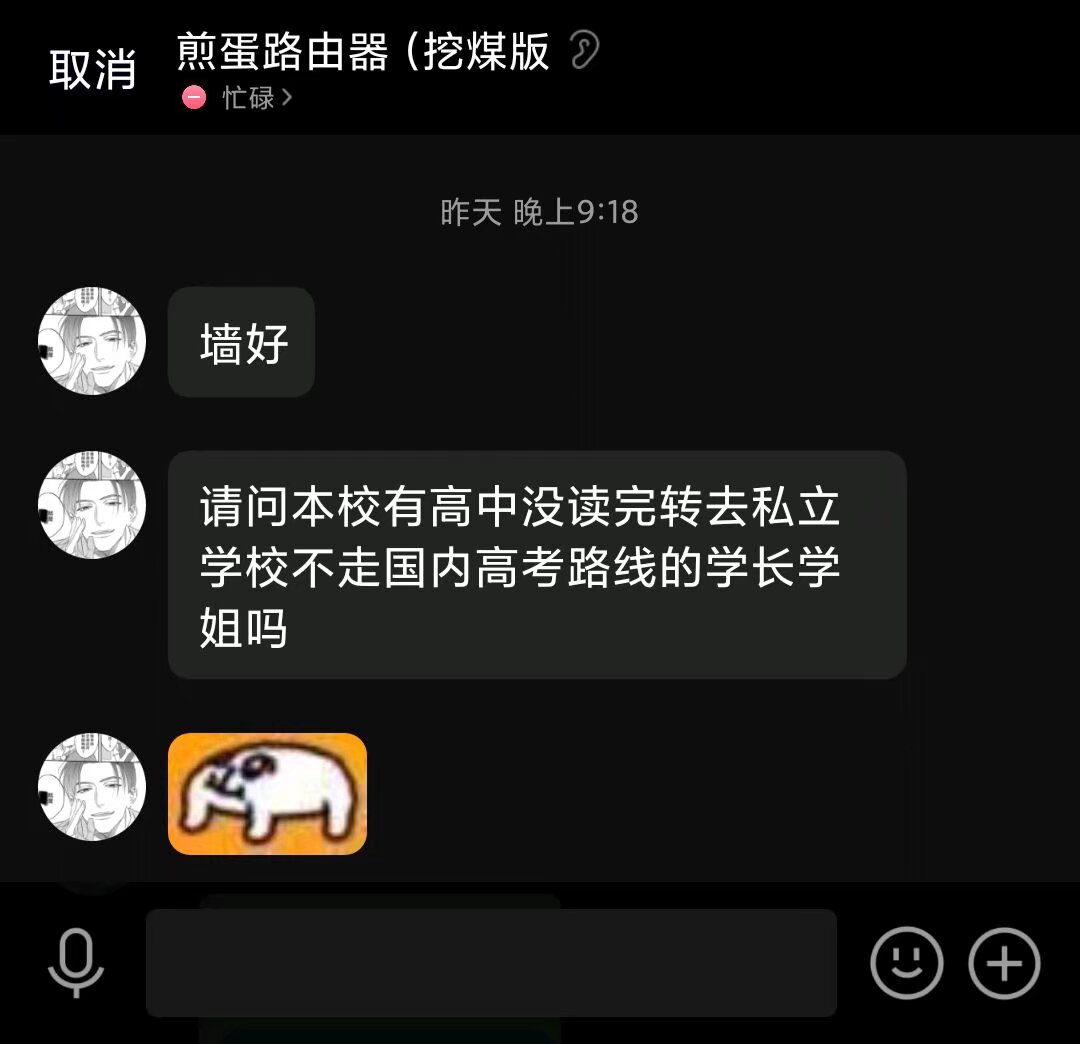 取消
煎蛋路由器（挖煤版
忙碌
昨天 晚上9:18
墙好
请问本校有高中没读完转去私立
学校不走国内高考路线的学长学
姐吗